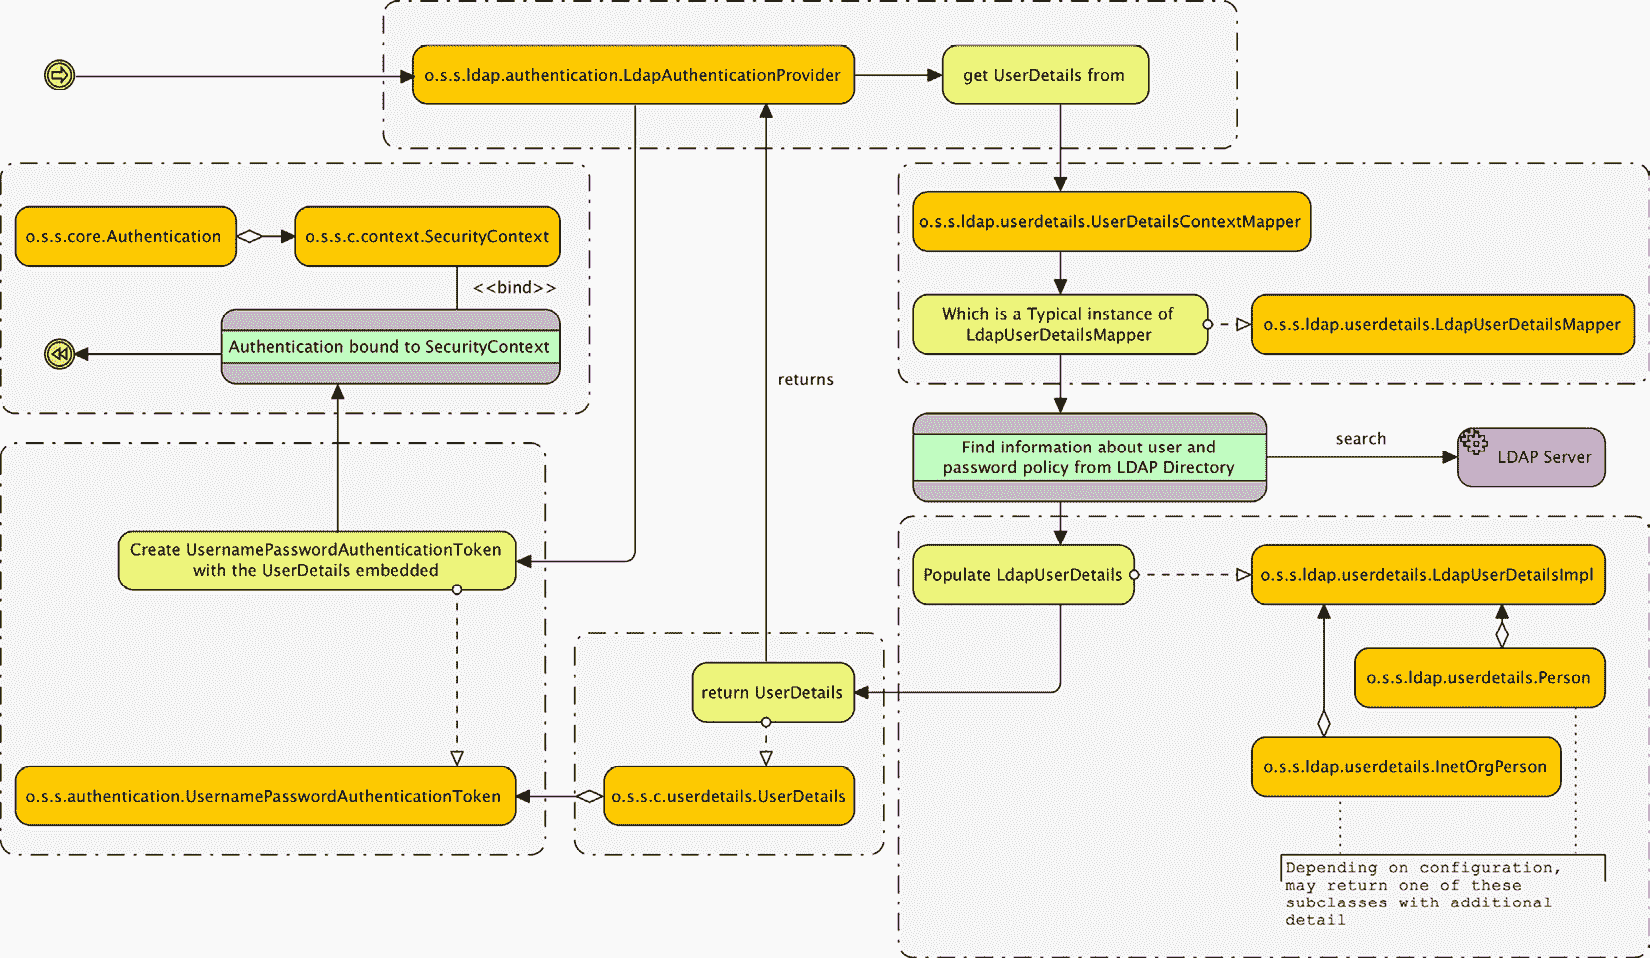 o.s.s.ldap.authentication.LdapAuthenticationProvider
get UserDetails from
o.s.s.core.Authentication
o.s.s.c.context.SecurityContext
<<bind>>
Authentication bound to SecurityContext
o.s.s.ldap.userdetails.UserDetailsContextMapper
Which is a Typical instance of
LdapUserDetailsMapper
o.s.s.ldap.userdetails.LdapUserDetailsMapper
returns
Find information about user and
password policy from LDAP Directory
search
LDAP Server
Create UsernamePasswordAuthenticationToken
with the UserDetails embedded
Populate LdapUserDetails
o.s.s.ldap.userdetails.LdapUserDetailsImpl
return UserDetails
o.s.s.ldap.userdetails.Person
o.s.s.ldap.userdetails.InetOrgPerson
o.s.s.authentication.UsernamePasswordAuthenticationToken
o.s.s.c.userdetails.UserDetails
Depending on configuration,
may return one of these
subclasses with additional
detail